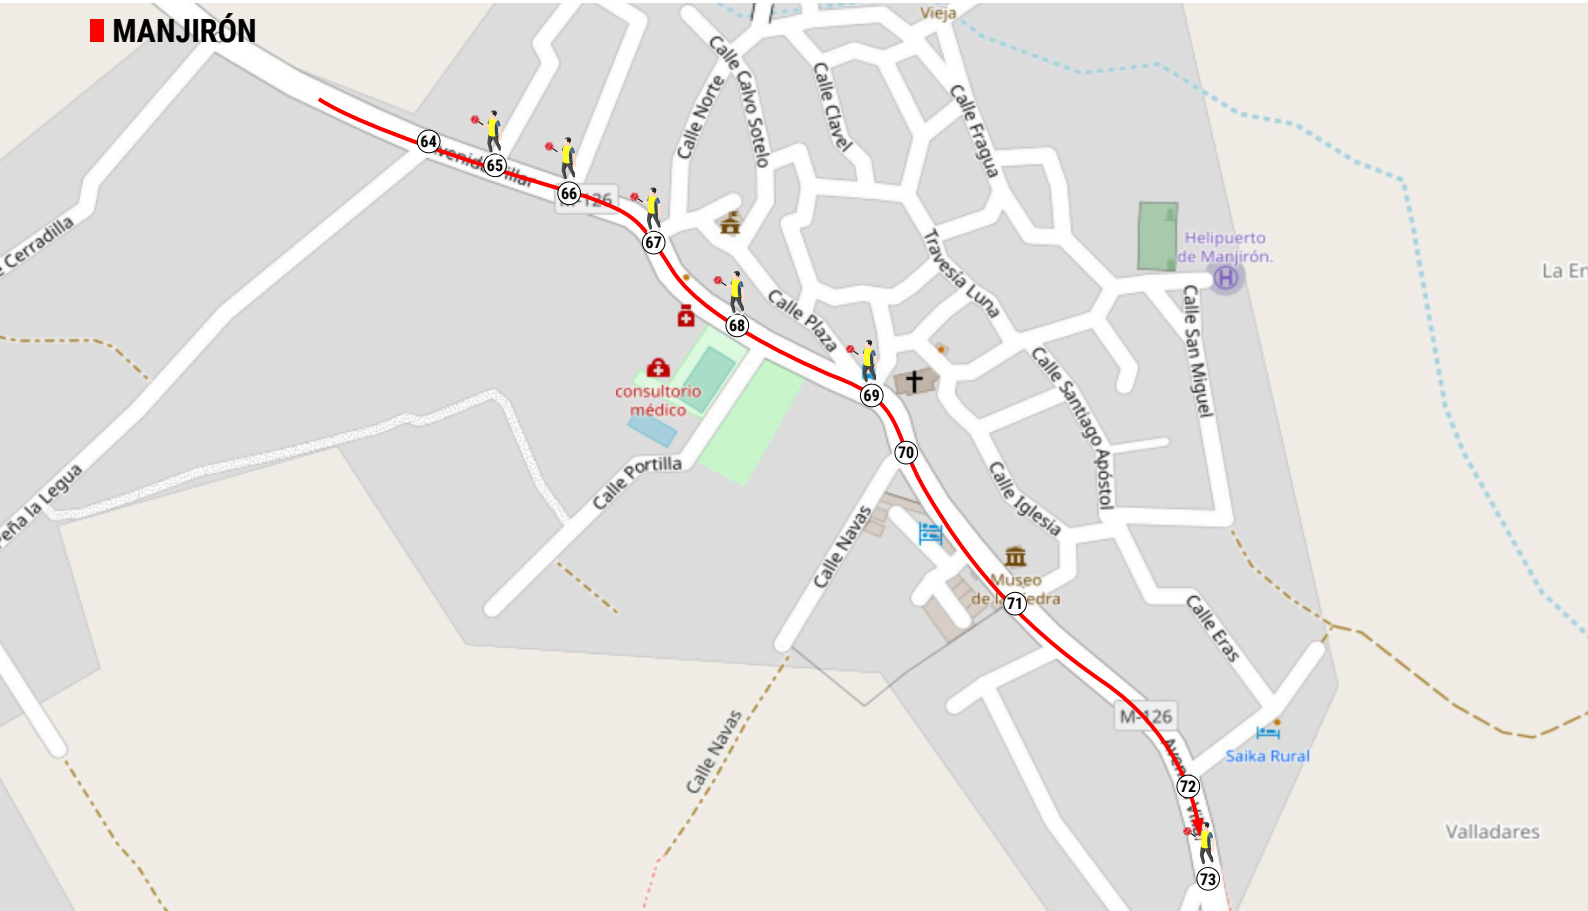 MANJIRÓN
Vieja
Calle Calvo Sotelo
Calle Norte
Calle Clavel
Calle Fragua
64
65
66
67
Cerradilla
Helipuerto
de Manjirón.
H
Travesía Luna
La En
68
Calle Plaza
Calle San Miguel
consultorio
médico
69
Calle Santiago Apóstol
70
Calle Portilla
Peña la Legua
Calle Iglesia
Calle Navas
Museo
71
Calle Eras
M-126
Calle Navas
Saika Rural
72
Valladares
73